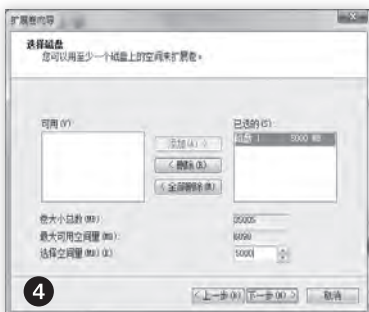 扩展卷向导
选择磁盘
您可以用至少一个磁盘上的空间来扩展卷。
可用(V):
已选的(S):
添加(A) >
磁盘 1 5000 MB
< 删除(R)
< 全部删除(M)
卷大小总数(MB):
最大可用空间量(MB):
选择空间量(MB)(E):
5000
< 上一步(B)
下一步(N) >
取消
4